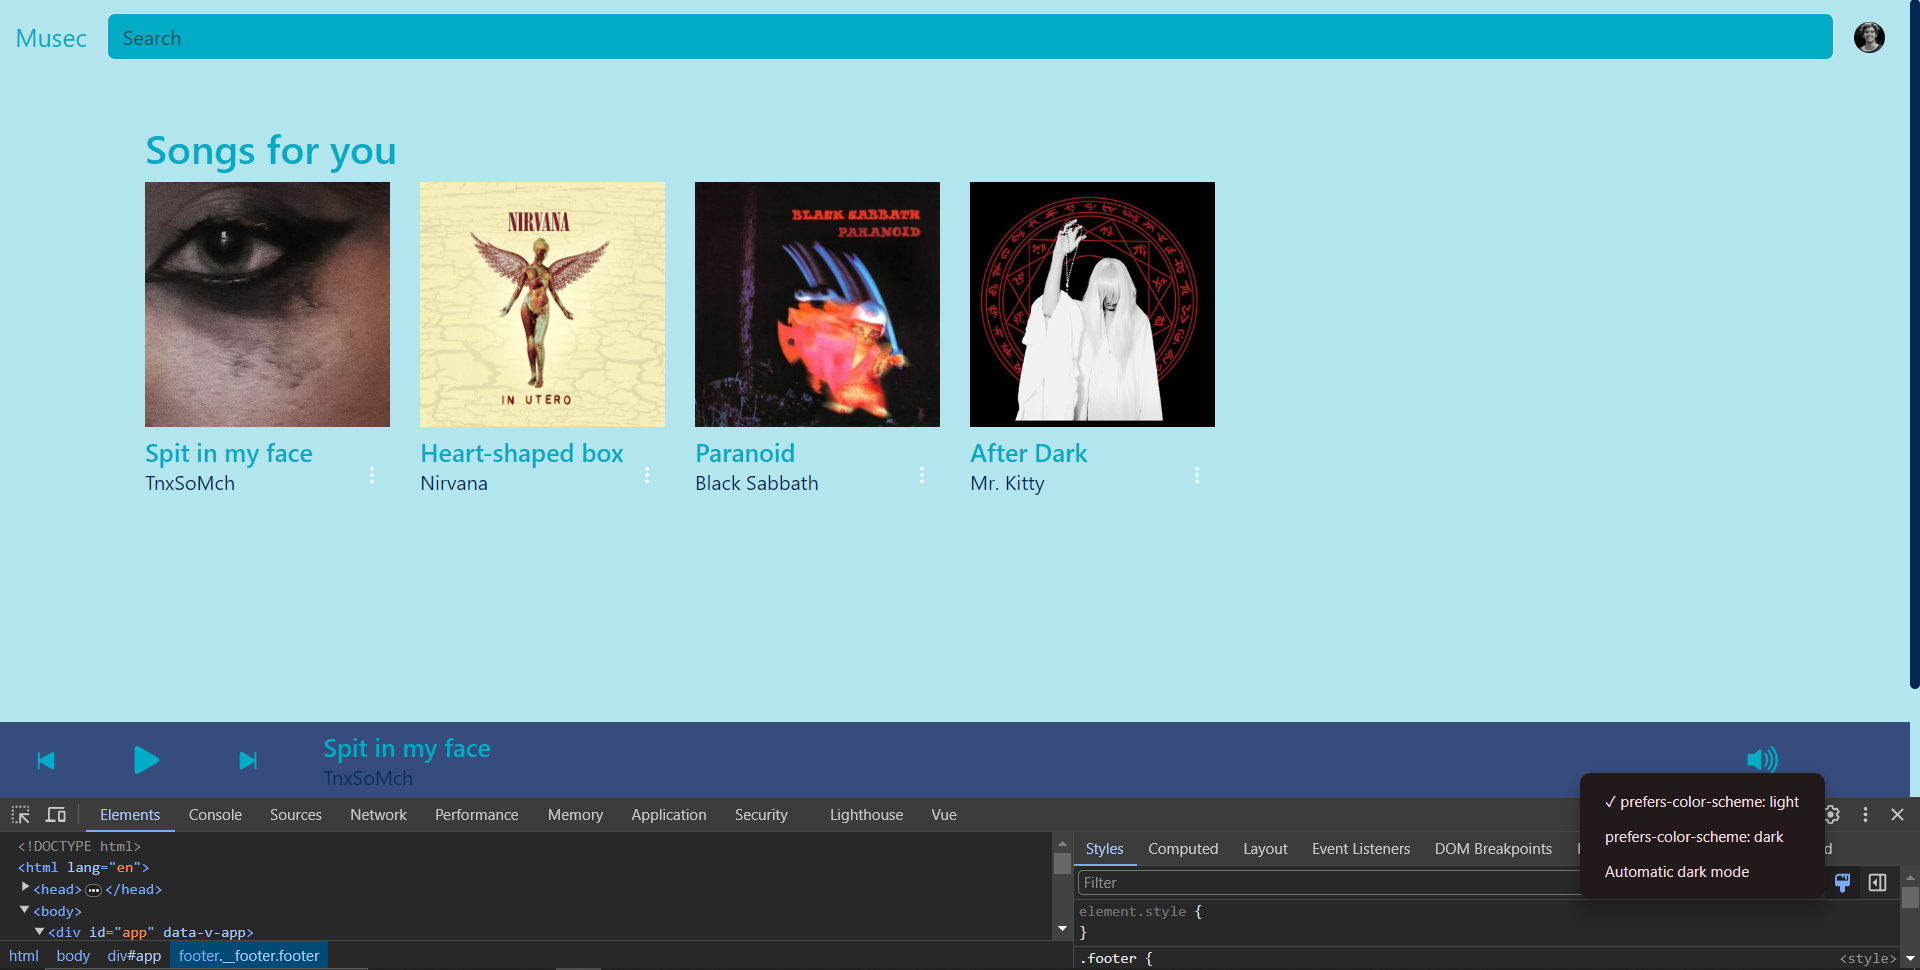 Musec
Search
Songs for you
NIRVANA
IN UTERO
BLACK SABBATH
PARANOID
Spit in my face
TnxSoMch
Heart-shaped box
Nirvana
Paranoid
Black Sabbath
After Dark
Mr. Kitty
Spit in my face
TnxSoMch
Elements Console Sources Network Performance Memory Application Security Lighthouse Vue
✓ prefers-color-scheme: light
prefers-color-scheme: dark
Automatic dark mode
<!DOCTYPE html>
<html lang="en">
<head> ••• </head>
<body>
<div id="app" data-v-app>
html body div#app footer.__footer.footer
Styles Computed Layout Event Listeners DOM Breakpoints
Filter
element.style {
}
.footer {
<style>